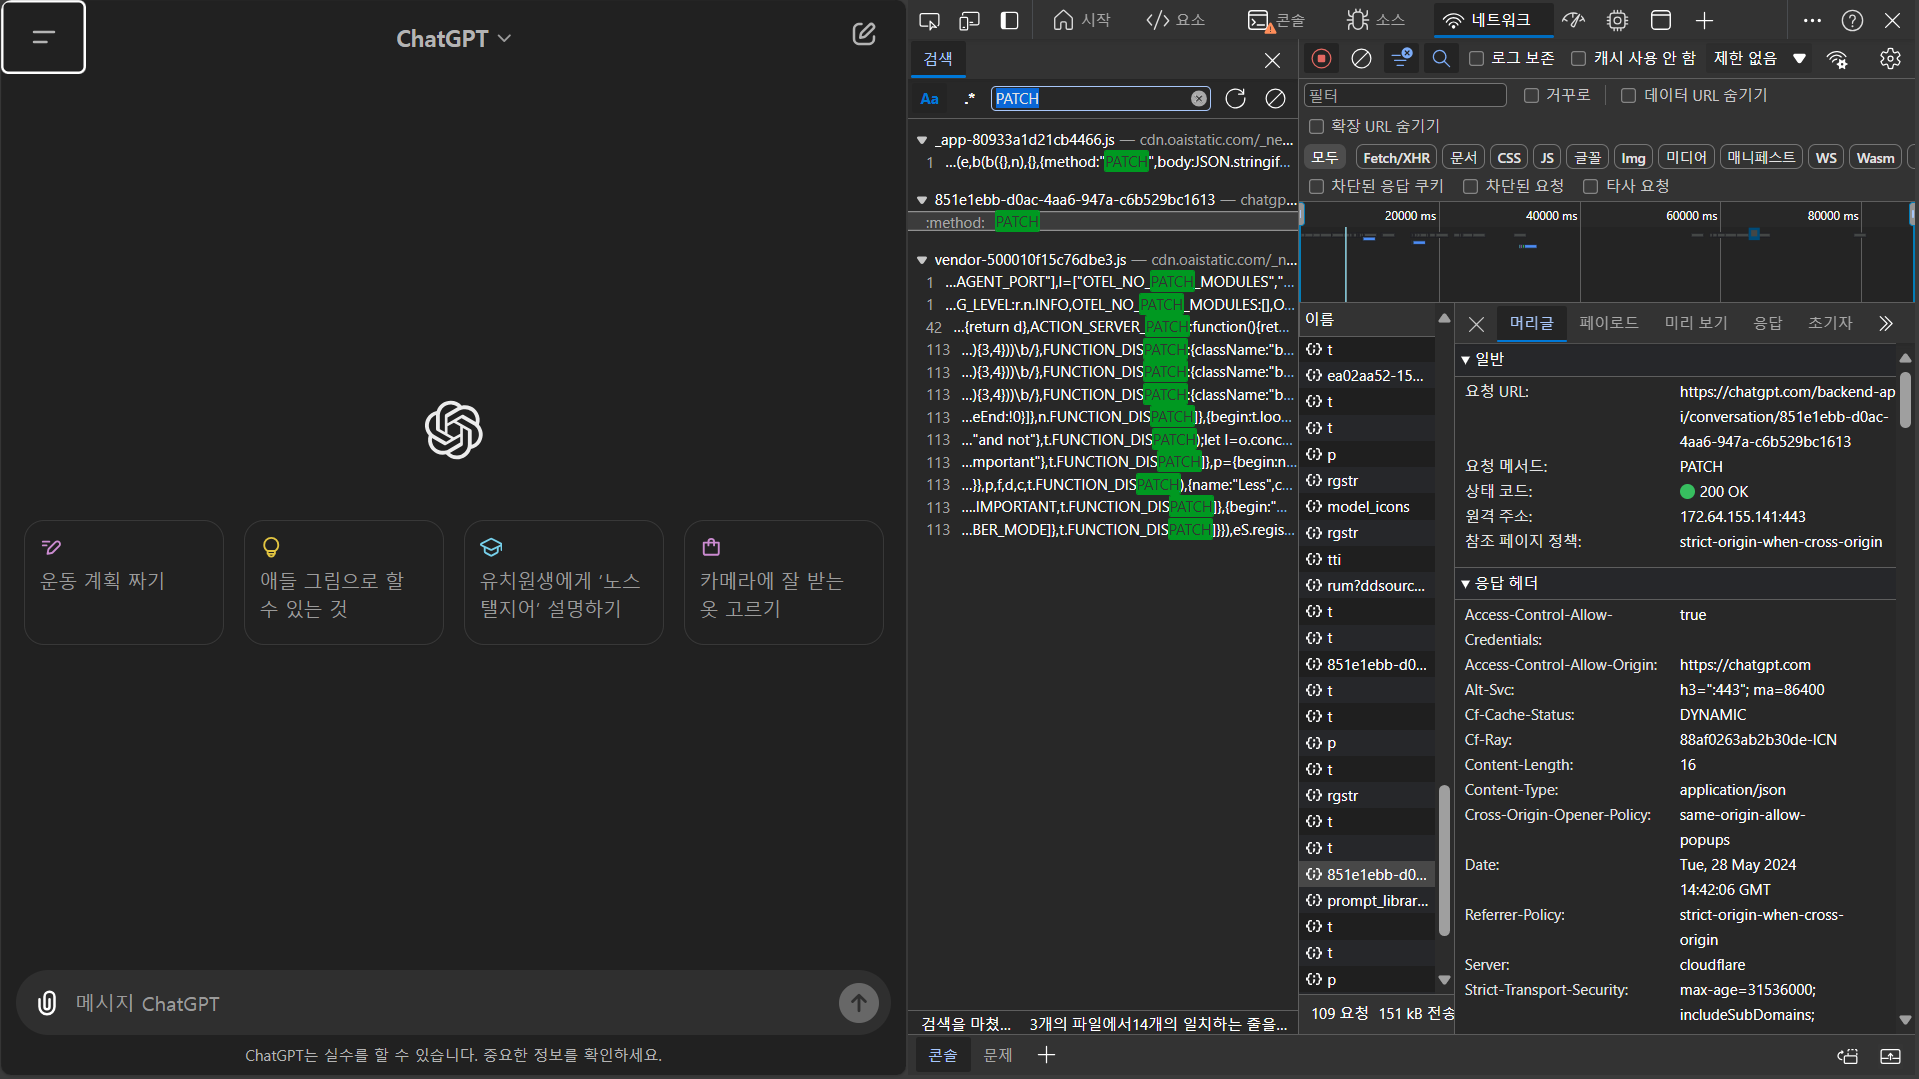 ChatGPT
운동 계획 짜기
애들 그림으로 할
수 있는 것
유치원생에게 ‘노스
탤지어’ 설명하기
카메라에 잘 받는
옷 고르기
메시지 ChatGPT
ChatGPT는 실수를 할 수 있습니다. 중요한 정보를 확인하세요.
시작
요소
콘솔
소스
네트워크
검색
Aa
.*
PATCH
_app-80933a1d21cb4466.js — cdn.oaistatic.com/_ne...
1 ...(e,b(b({},n),{},{method:"PATCH",body:JSON.stringif...
851e1ebb-d0ac-4aa6-947a-c6b529bc1613 — chatgp...
:method: PATCH
vendor-500010f15c76dbe3.js — cdn.oaistatic.com/_n...
1 ...AGENT_PORT"],I=["OTEL_NO_PATCH_MODULES","...
1 ...G_LEVEL:r.n.INFO,OTEL_NO_PATCH_MODULES:[],O...
42 ...{return d},ACTION_SERVER_PATCH:function(){ret...
113 ...){3,4}))\b/},FUNCTION_DISPATCH:{className:"b...
113 ...){3,4}))\b/},FUNCTION_DISPATCH:{className:"b...
113 ...){3,4}))\b/},FUNCTION_DISPATCH:{className:"b...
113 ...eEnd:!0}]},n.FUNCTION_DISPATCH]},{begin:t.loo...
113 ..."and not"},t.FUNCTION_DISPATCH);let l=o.conc...
113 ...mportant"},t.FUNCTION_DISPATCH]},p={begin:n...
113 ...}},p,f,d,c,t.FUNCTION_DISPATCH),{name:"Less",c...
113 ....IMPORTANT,t.FUNCTION_DISPATCH]},{begin:"...
113 ...BER_MODE]},t.FUNCTION_DISPATCH]}}),eS.regis...
검색을 마쳤... 3개의 파일에서14개의 일치하는 줄을...
로그 보존
캐시 사용 안 함
제한 없음
필터
거꾸로
데이터 URL 숨기기
확장 URL 숨기기
모두
Fetch/XHR
문서
CSS
JS
글꼴
Img
미디어
매니페스트
WS
Wasm
차단된 응답 쿠키
차단된 요청
타사 요청
20000 ms
40000 ms
60000 ms
80000 ms
이름
t
ea02aa52-15...
t
t
p
rgstr
model_icons
rgstr
tti
rum?ddsourc...
t
t
851e1ebb-d0...
t
t
p
t
rgstr
t
t
851e1ebb-d0...
prompt_librar...
t
t
p
109 요청 151 kB 전송
머리글
페이로드
미리 보기
응답
초기자
일반
요청 URL: https://chatgpt.com/backend-ap
i/conversation/851e1ebb-d0ac-
4aa6-947a-c6b529bc1613
요청 메서드: PATCH
상태 코드: 200 OK
원격 주소: 172.64.155.141:443
참조 페이지 정책: strict-origin-when-cross-origin
응답 헤더
Access-Control-Allow- true
Credentials:
Access-Control-Allow-Origin: https://chatgpt.com
Alt-Svc: h3=":443"; ma=86400
Cf-Cache-Status: DYNAMIC
Cf-Ray: 88af0263ab2b30de-ICN
Content-Length: 16
Content-Type: application/json
Cross-Origin-Opener-Policy: same-origin-allow-
popups
Date: Tue, 28 May 2024
14:42:06 GMT
Referrer-Policy: strict-origin-when-cross-
origin
Server: cloudflare
Strict-Transport-Security: max-age=31536000;
includeSubDomains;
콘솔
문제